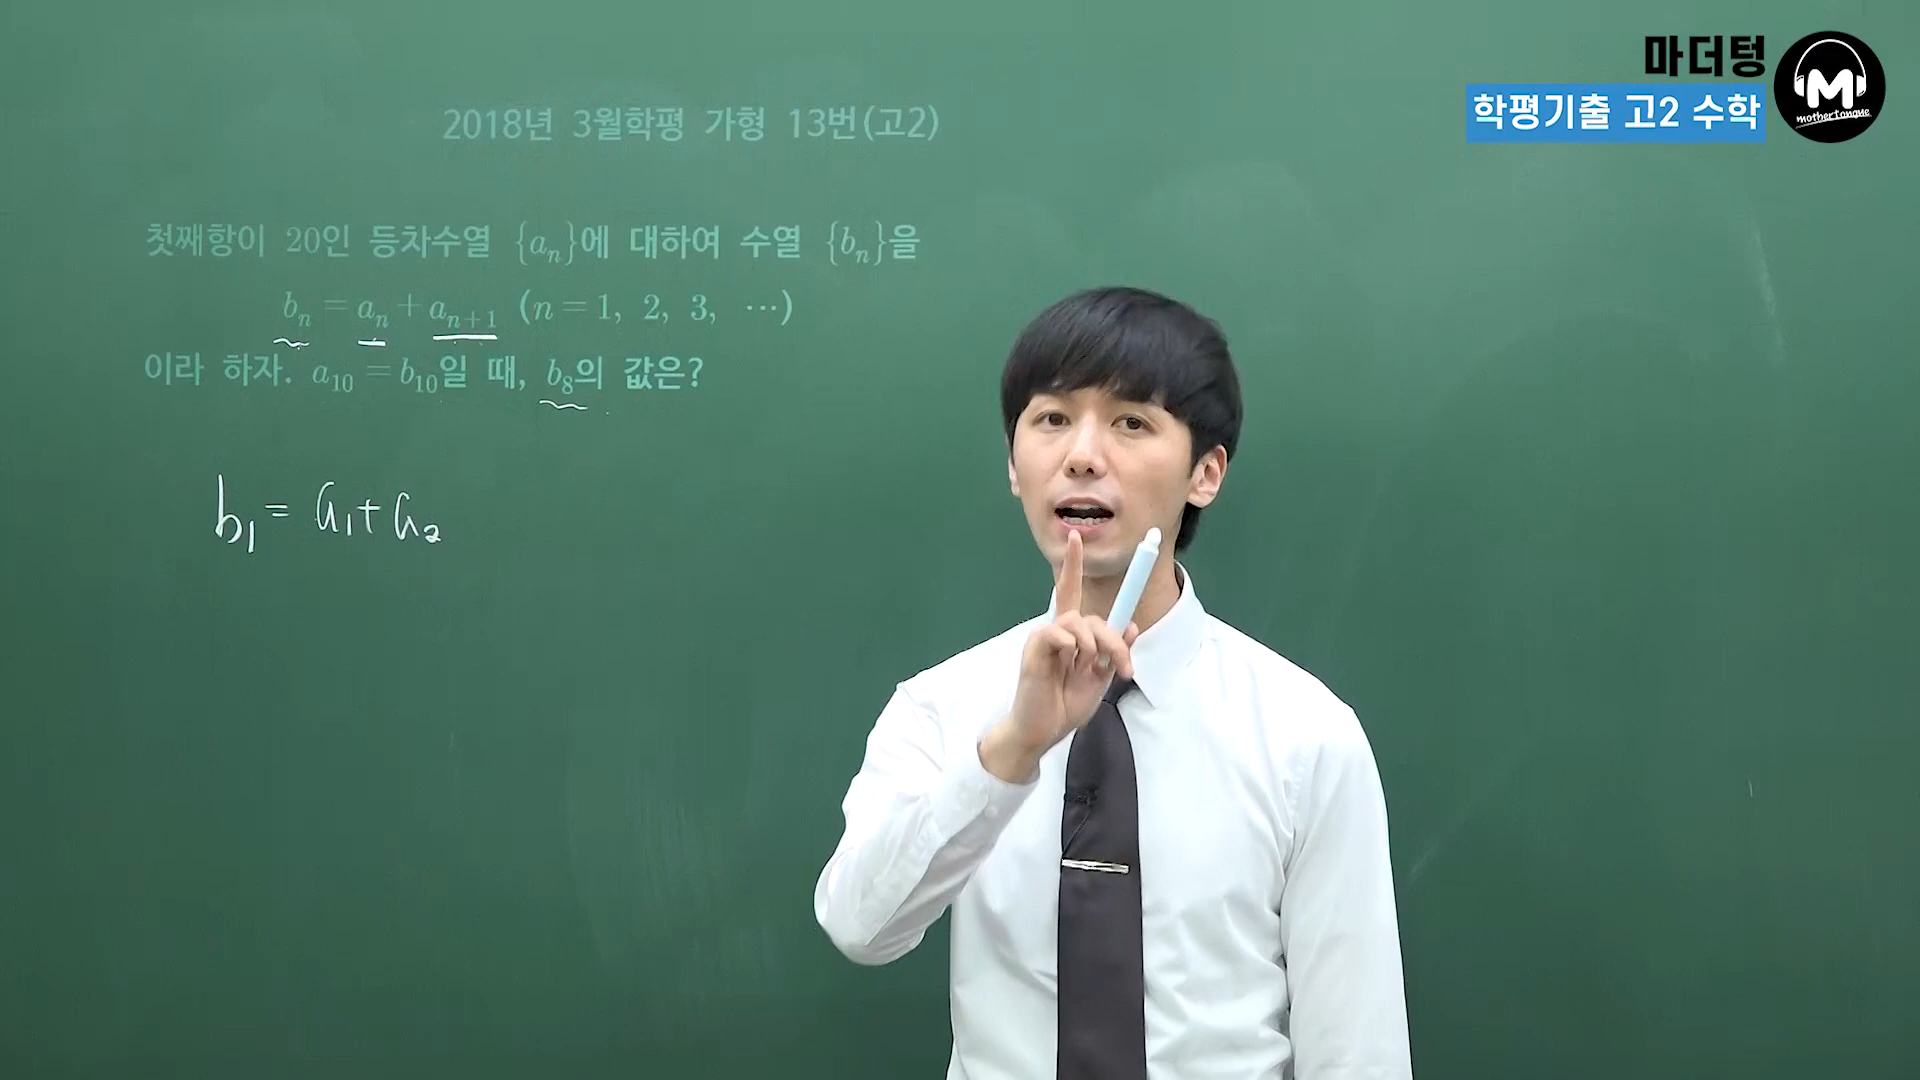 마더텅
학평기출 고2 수학
M
mothertongue
2018년 3월학평 가형 13번(고2)
첫째항이 20인 등차수열 {aₙ}에 대하여 수열 {bₙ}을
bₙ = aₙ + aₙ₊₁ (n = 1, 2, 3, ⋯)
이라 하자. a₁₀ = b₁₀일 때, b₈의 값은?
b₁ = a₁ + a₂